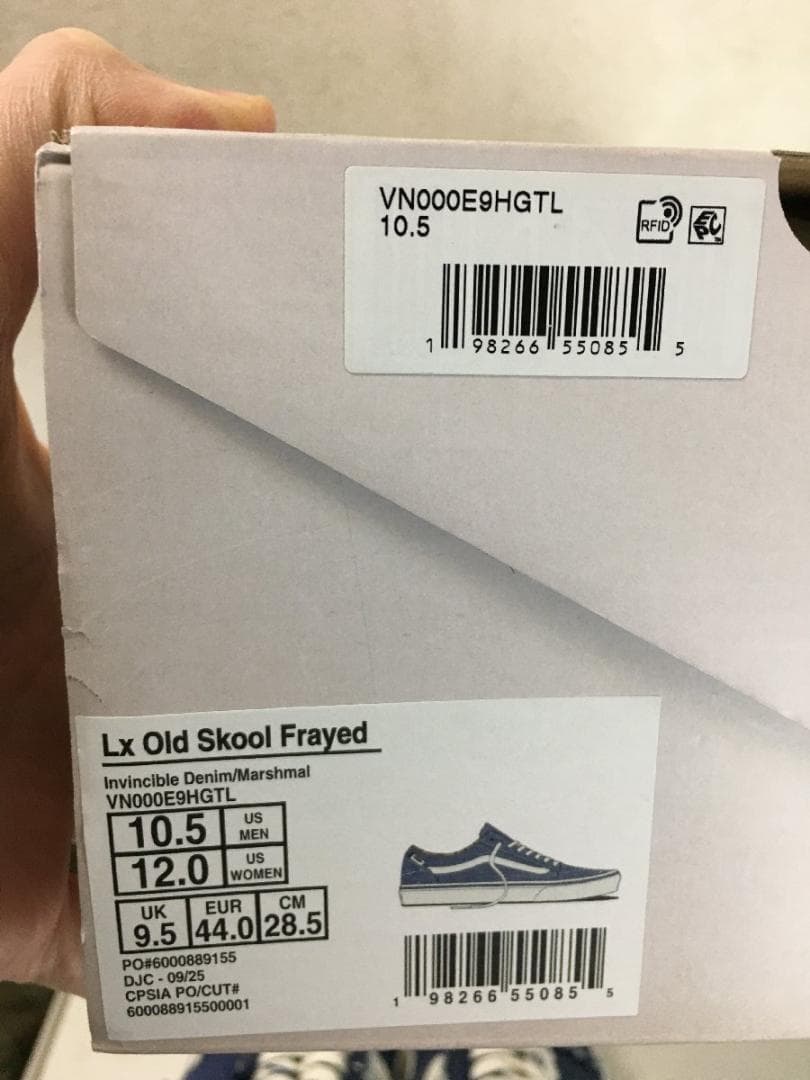 VN000E9HGTL
10.5
RFID
EPC
1 98266 55085 5
Lx Old Skool Frayed
Invincible Denim/Marshmal
VN000E9HGTL
10.5 US MEN
12.0 US WOMEN
UK EUR CM
9.5 44.0 28.5
PO#6000889155
DJC - 09/25
CPSIA PO/CUT#
600088915500001
1 98266 55085 5